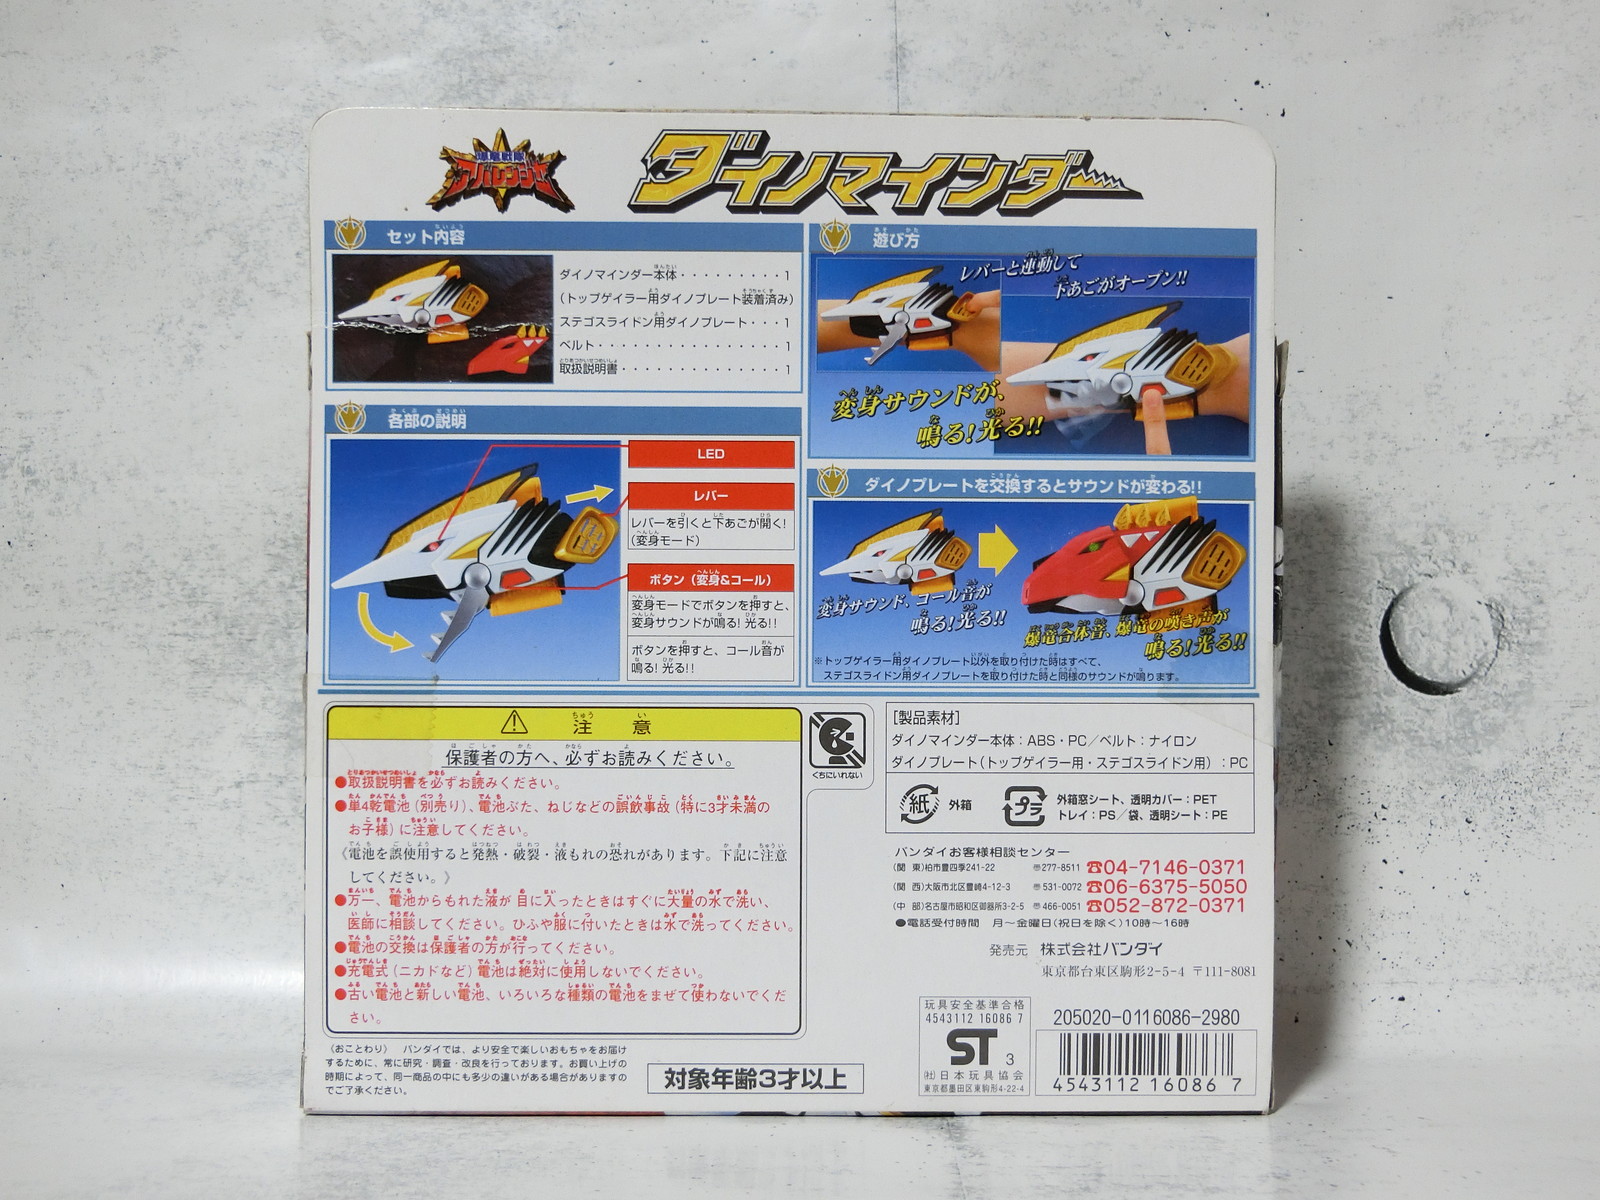 爆竜戦隊
アバレンジャー
ダイノマインダー
セット内容
ダイノマインダー本体・・・・・・・・・1
(トップゲイラー用ダイノプレート装着済み)
ステゴスライドン用ダイノプレート・・・1
ベルト・・・・・・・・・・・・・・・・1
取扱説明書・・・・・・・・・・・・・・1
各部の説明
LED
レバー
レバーを引くと下あごが開く!
(変身モード)
ボタン(変身&コール)
変身モードでボタンを押すと、
変身サウンドが鳴る!光る!!
ボタンを押すと、コール音が
鳴る!光る!!
遊び方
レバーと連動して
下あごがオープン!!
変身サウンドが、
鳴る!光る!!
ダイノプレートを交換するとサウンドが変わる!!
変身サウンド、コール音が
鳴る!光る!!
爆竜合体音、爆竜の嘆き声が
鳴る!光る!!
※トップゲイラー用ダイノプレート以外を取り付けた時はすべて、
ステゴスライドン用ダイノプレートを取り付けた時と同様のサウンドが鳴ります。
⚠ 注意
保護者の方へ、必ずお読みください。
●取扱説明書を必ずお読みください。
●単4乾電池(別売り)、電池ぶた、ねじなどの誤飲事故(特に3才未満の
お子様)に注意してください。
《電池を誤使用すると発熱・破裂・液もれの恐れがあります。下記に注意
してください。》
●万一、電池からもれた液が目に入ったときはすぐに大量の水で洗い、
医師に相談してください。ひふや服に付いたときは水で洗ってください。
●電池の交換は保護者の方が行ってください。
●充電式(ニカドなど)電池は絶対に使用しないでください。
●古い電池と新しい電池、いろいろな種類の電池をまぜて使わないでくだ
さい。
くちにいれない
[製品素材]
ダイノマインダー本体:ABS・PC/ベルト:ナイロン
ダイノプレート(トップゲイラー用・ステゴスライドン用):PC
紙 外箱
プラ 外箱窓シート、透明カバー:PET
トレイ:PS/袋、透明シート:PE
バンダイお客様相談センター
(関 東)柏市豊四季241-22 〒277-8511 ☎04-7146-0371
(関 西)大阪市北区豊崎4-12-3 〒531-0072 ☎06-6375-5050
(中 部)名古屋市昭和区御器所3-2-5 〒466-0051 ☎052-872-0371
●電話受付時間 月〜金曜日(祝日を除く)10時〜16時
発売元 株式会社バンダイ
東京都台東区駒形2-5-4 〒111-8081
(おことわり) バンダイでは、より安全で楽しいおもちゃをお届け
するために、常に研究・調査・改良を行っております。お買い上げの
時期によって、同一商品の中にも多少の違いがある場合がありますの
でご了承ください。
対象年齢3才以上
玩具安全基準合格
4543112 16086 7
ST 3
(社)日本玩具協会
東京都墨田区東駒形4-22-4
205020-0116086-2980
4543112 16086 7